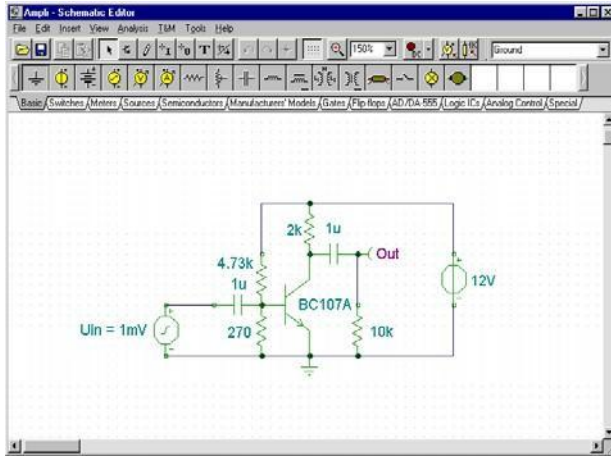 Ampli - Schematic Editor
File Edit Insert View Analysis T&M Tools Help
150% Ground
Basic Switches Meters Sources Semiconductors Manufacturers' Models Gates Flip-flops AD/DA-555 Logic ICs Analog Control Special
2k 1u
Out
4.73k
1u
12V
BC107A
Uin = 1mV 270 10k